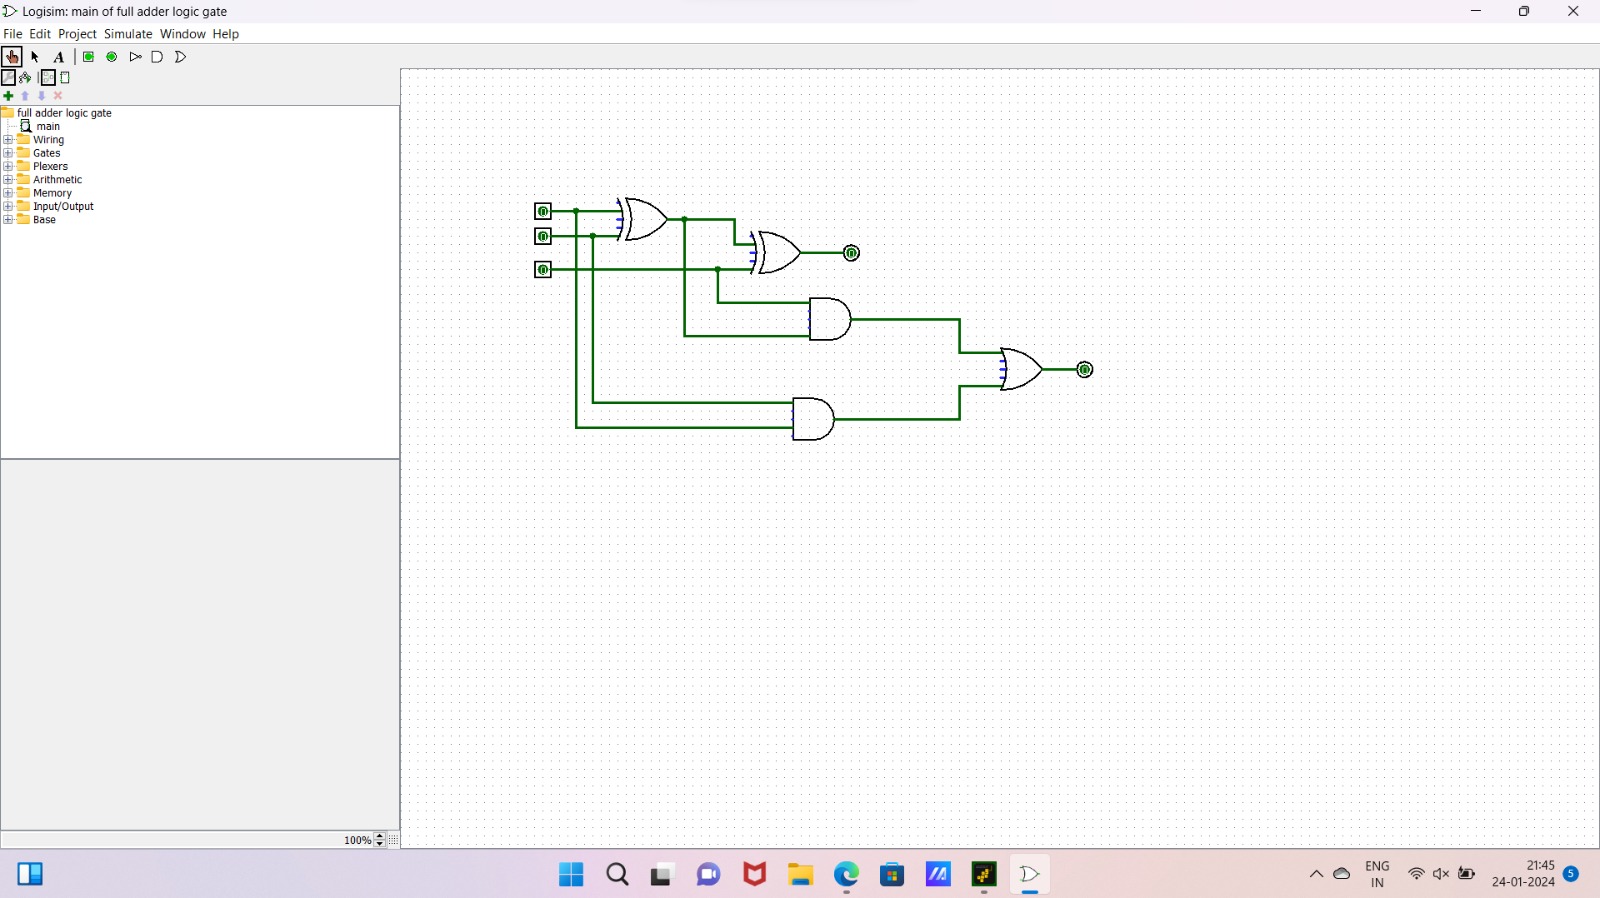 Logisim: main of full adder logic gate
File Edit Project Simulate Window Help
A
full adder logic gate
main
Wiring
Gates
Plexers
Arithmetic
Memory
Input/Output
Base
0
0
0
0
0
100%
ENG
IN
21:45
24-01-2024
5